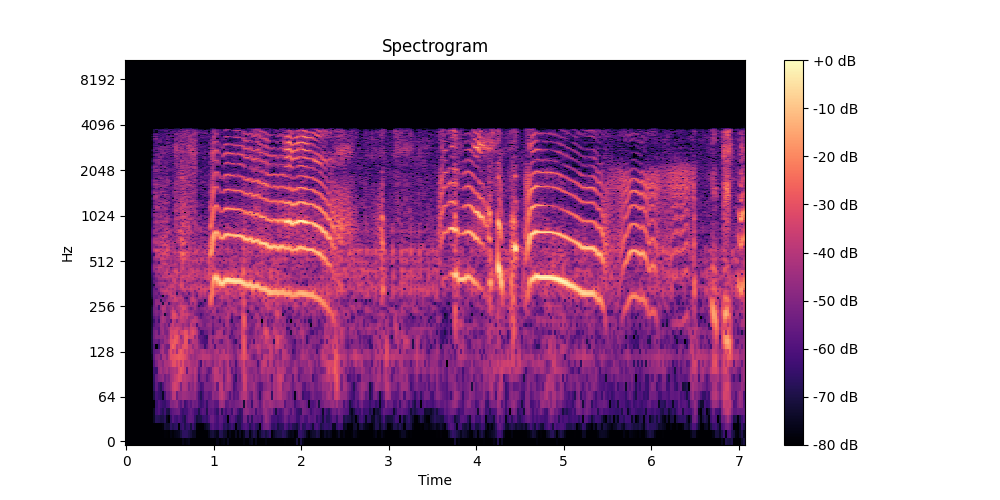 Spectrogram
8192
4096
2048
1024
512
256
128
64
0
Hz
0 1 2 3 4 5 6 7
Time
+0 dB
-10 dB
-20 dB
-30 dB
-40 dB
-50 dB
-60 dB
-70 dB
-80 dB